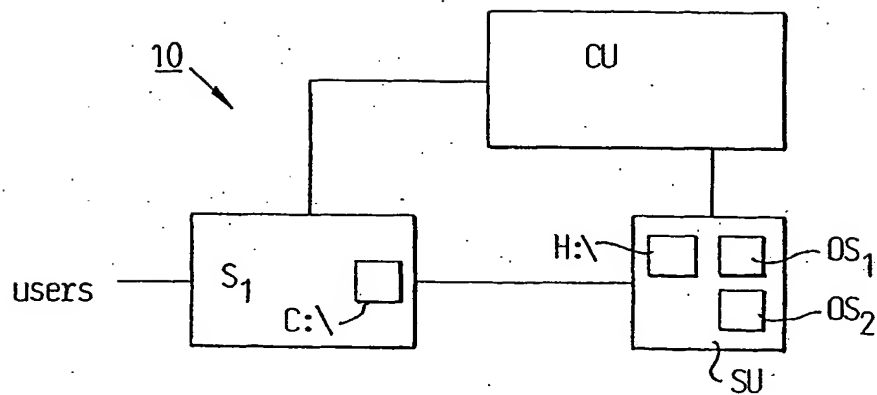 10
CU
S₁
C:\
users
H:\
OS₁
OS₂
SU